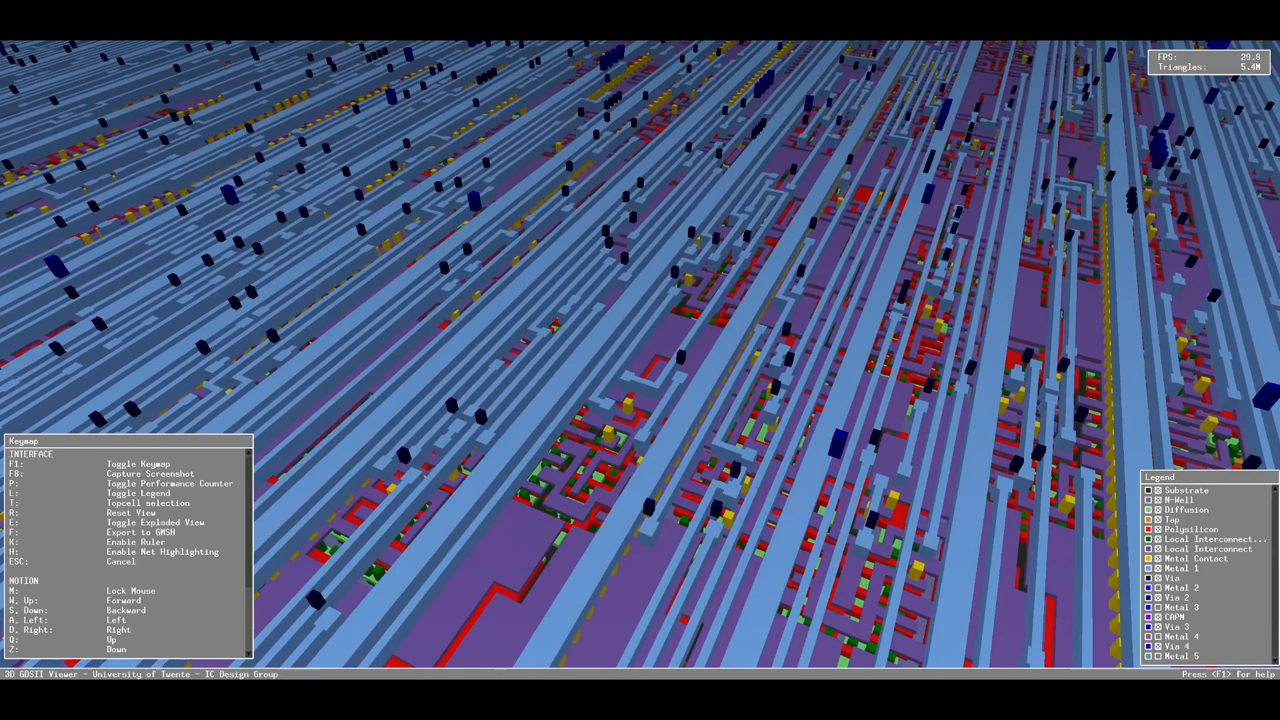 FPS: 29.8
Triangles: 5.4M
Keymap
INTERFACE
F1: Toggle Keymap
F8: Capture Screenshot
P: Toggle Performance Counter
L: Toggle Legend
T: Topcell selection
R: Reset View
E: Toggle Exploded View
F: Export to GMSH
K: Enable Ruler
H: Enable Net Highlighting
ESC: Cancel
MOTION
M: Lock Mouse
W, Up: Forward
S, Down: Backward
A, Left: Left
D, Right: Right
Q: Up
Z: Down
Legend
Substrate
N-Well
Diffusion
Tap
Polysilicon
Local Interconnect...
Local Interconnect
Metal Contact
Metal 1
Via
Metal 2
Via 2
Metal 3
CAPM
Via 3
Metal 4
Via 4
Metal 5
3D GDSII Viewer - University of Twente - IC Design Group
Press <F1> for help